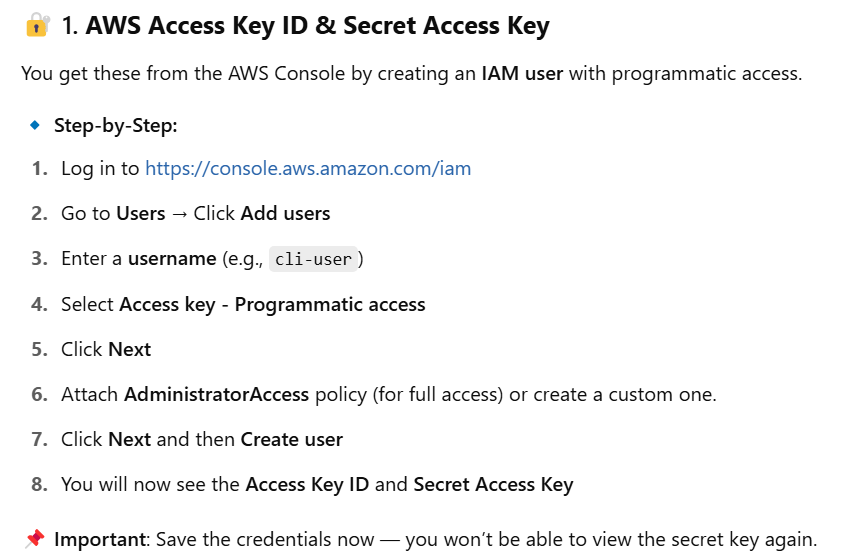 🔐 1. AWS Access Key ID & Secret Access Key
You get these from the AWS Console by creating an IAM user with programmatic access.
🔹 Step-by-Step:
1. Log in to https://console.aws.amazon.com/iam
2. Go to Users → Click Add users
3. Enter a username (e.g., cli-user)
4. Select Access key - Programmatic access
5. Click Next
6. Attach AdministratorAccess policy (for full access) or create a custom one.
7. Click Next and then Create user
8. You will now see the Access Key ID and Secret Access Key
📌 Important: Save the credentials now — you won’t be able to view the secret key again.